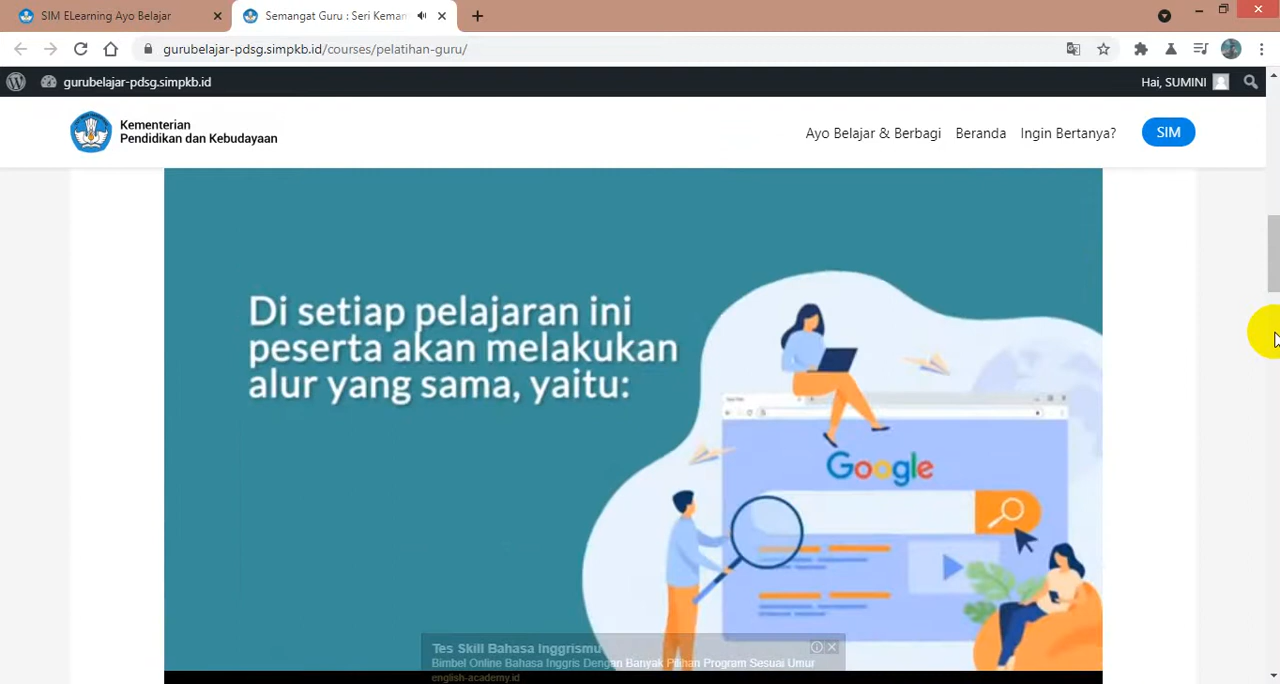 SIM ELearning Ayo Belajar
Semangat Guru : Seri Keman
gurubelajar-pdsg.simpkb.id/courses/pelatihan-guru/
gurubelajar-pdsg.simpkb.id
Hai, SUMINI
Kementerian
Pendidikan dan Kebudayaan
Ayo Belajar & Berbagi
Beranda
Ingin Bertanya?
SIM
Di setiap pelajaran ini
peserta akan melakukan
alur yang sama, yaitu:
Google
Tes Skill Bahasa Inggrismu
Bimbel Online Bahasa Inggris Dengan Banyak Pilihan Program Sesuai Umur
english-academy.id